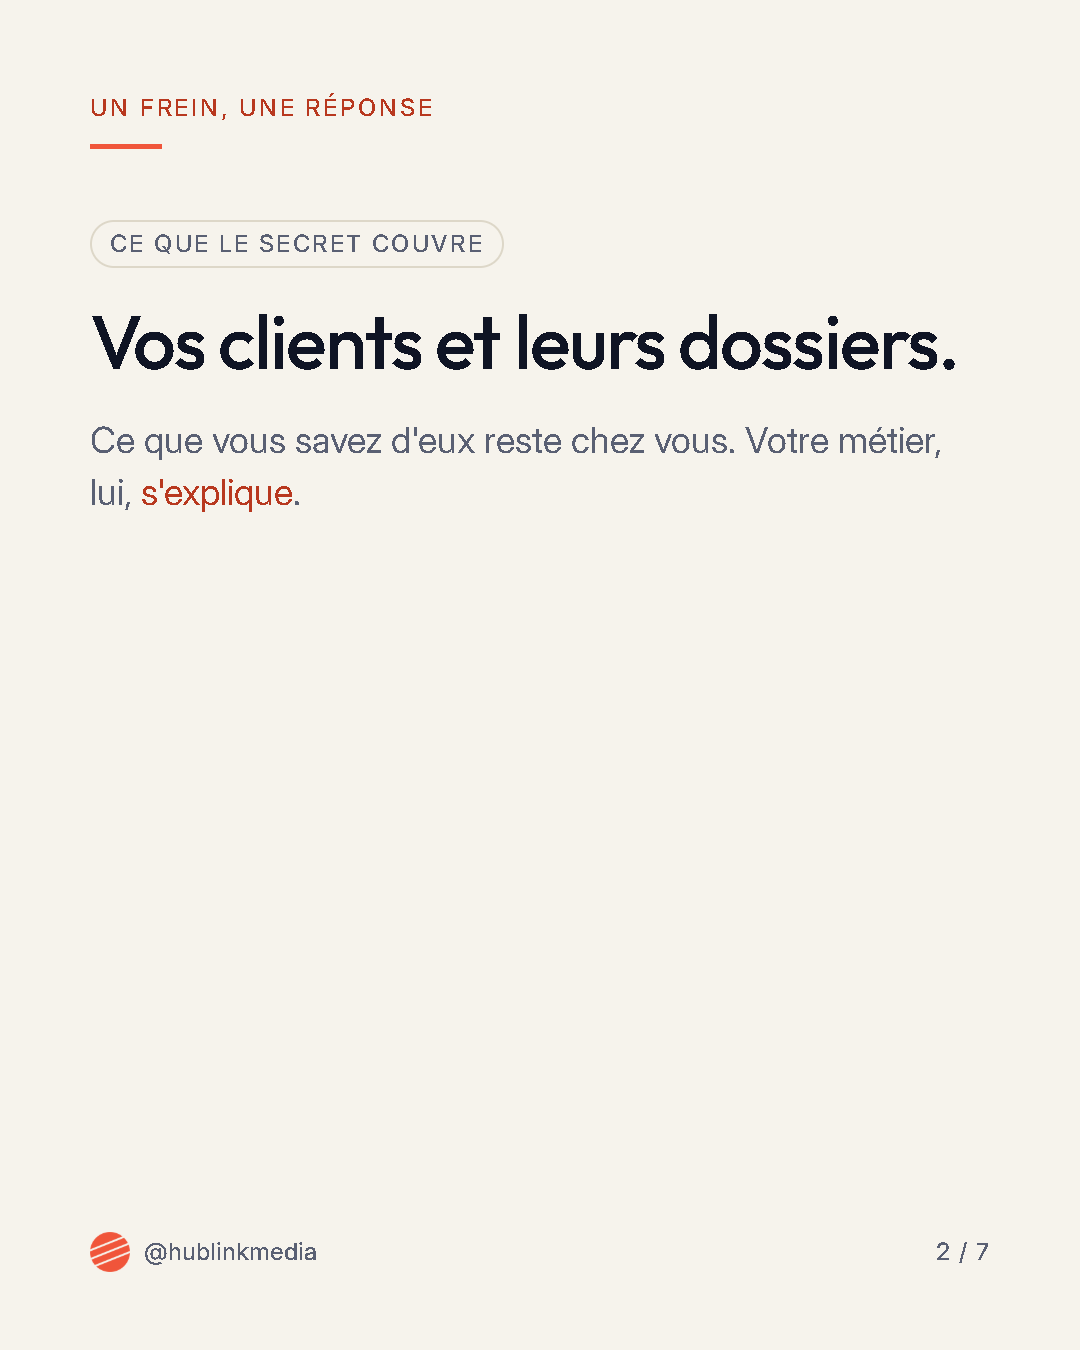 UN FREIN, UNE RÉPONSE
CE QUE LE SECRET COUVRE
Vos clients et leurs dossiers.
Ce que vous savez d'eux reste chez vous. Votre métier,
lui, s'explique.
@hublinkmedia
2 / 7